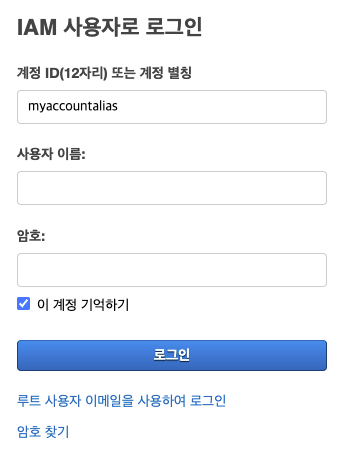 IAM 사용자로 로그인
계정 ID(12자리) 또는 계정 별칭
myaccountalias
사용자 이름:
암호:
이 계정 기억하기
로그인
루트 사용자 이메일을 사용하여 로그인
암호 찾기